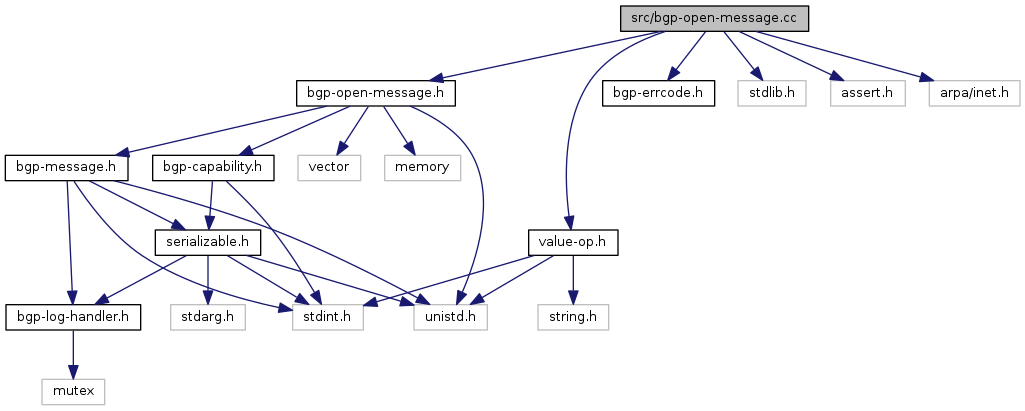 src/bgp-open-message.cc
bgp-open-message.h
bgp-errcode.h
stdlib.h
assert.h
arpa/inet.h
bgp-message.h
bgp-capability.h
vector
memory
serializable.h
value-op.h
bgp-log-handler.h
stdarg.h
stdint.h
unistd.h
string.h
mutex